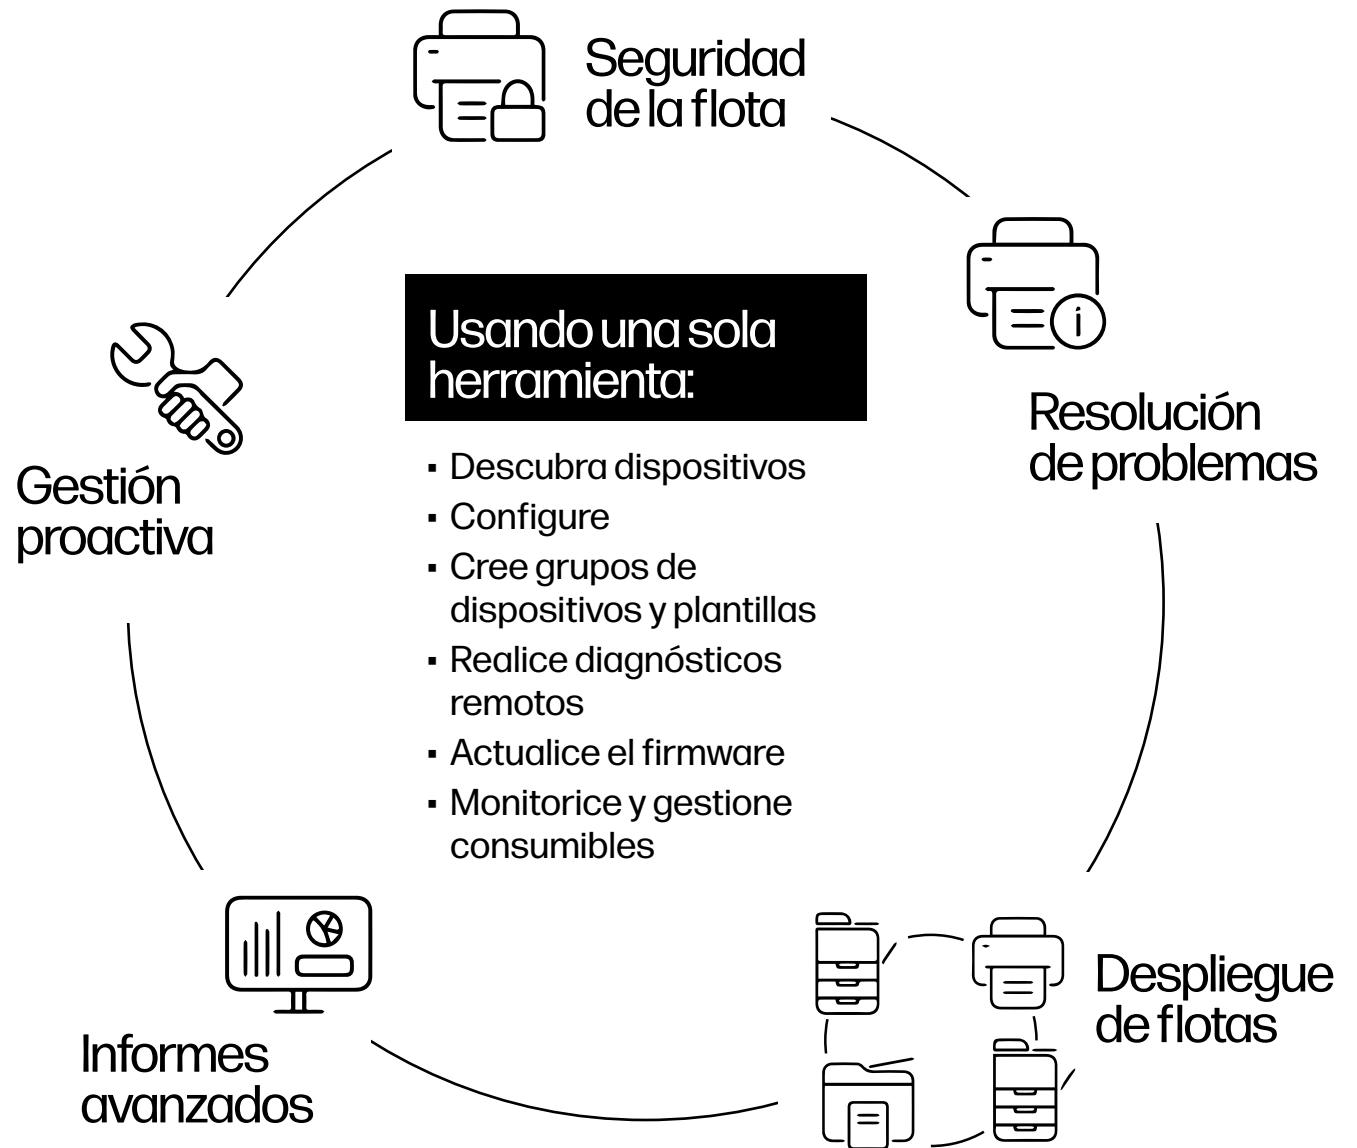 Seguridad
de la flota
Usando una sola
herramienta:
▪ Descubra dispositivos
▪ Configure
▪ Cree grupos de
dispositivos y plantillas
▪ Realice diagnósticos
remotos
▪ Actualice el firmware
▪ Monitorice y gestione
consumibles
Resolución
de problemas
Despliegue
de flotas
Informes
avanzados
Gestión
proactiva